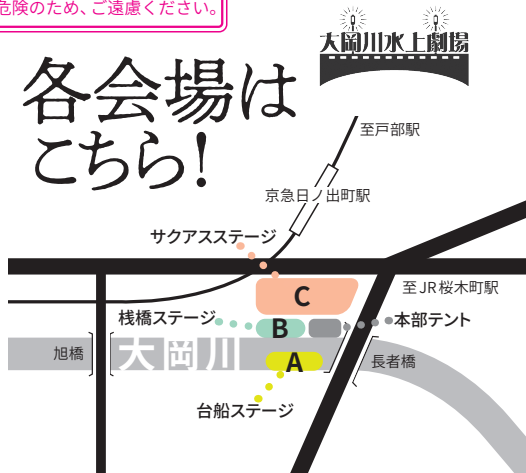 危険のため、ご遠慮ください。
大岡川水上劇場
各会場は
こちら！
至戸部駅
京急日ノ出町駅
サクアスステージ
C
至JR桜木町駅
桟橋ステージ
B
本部テント
旭橋
大岡川
A
長者橋
台船ステージ